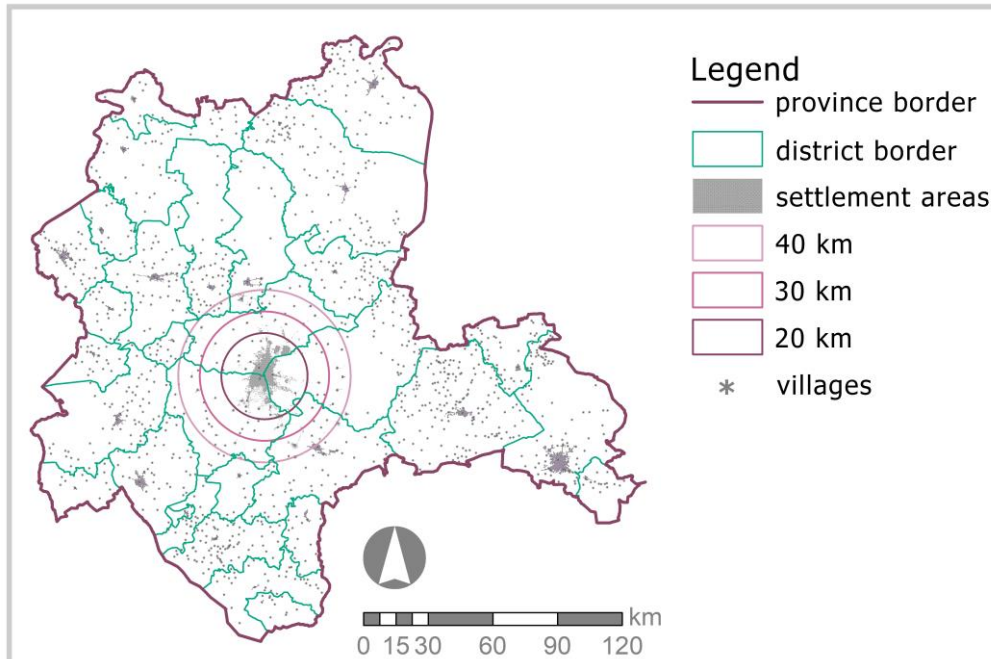 Legend
province border
district border
settlement areas
40 km
30 km
20 km
villages
km
0 15 30 60 90 120